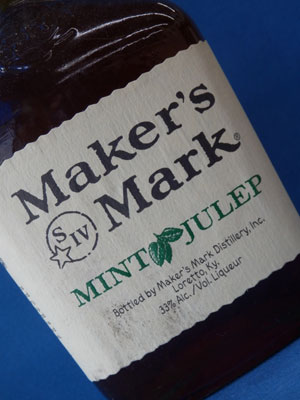 Maker's
Mark®
S IV
MINT JULEP
Bottled by Maker's Mark Distillery, Inc.
Loretto, Ky.
33% Alc./Vol. Liqueur